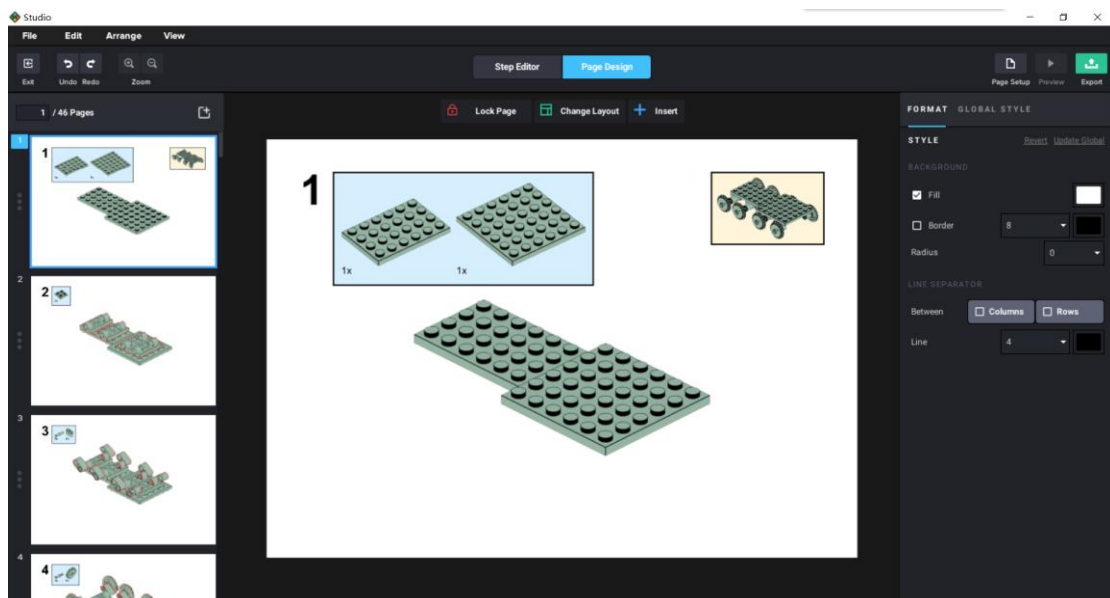 Studio
File Edit Arrange View
Exit Undo Redo Zoom
Step Editor Page Design
Page Setup Preview Export
1 / 46 Pages
Lock Page Change Layout Insert
FORMAT GLOBAL STYLE
STYLE Revert Update Global
BACKGROUND
Fill
Border 8
Radius 0
LINE SEPARATOR
Between Columns Rows
Line 4
1
1
2
2
3
3
4
4
1
1x 1x